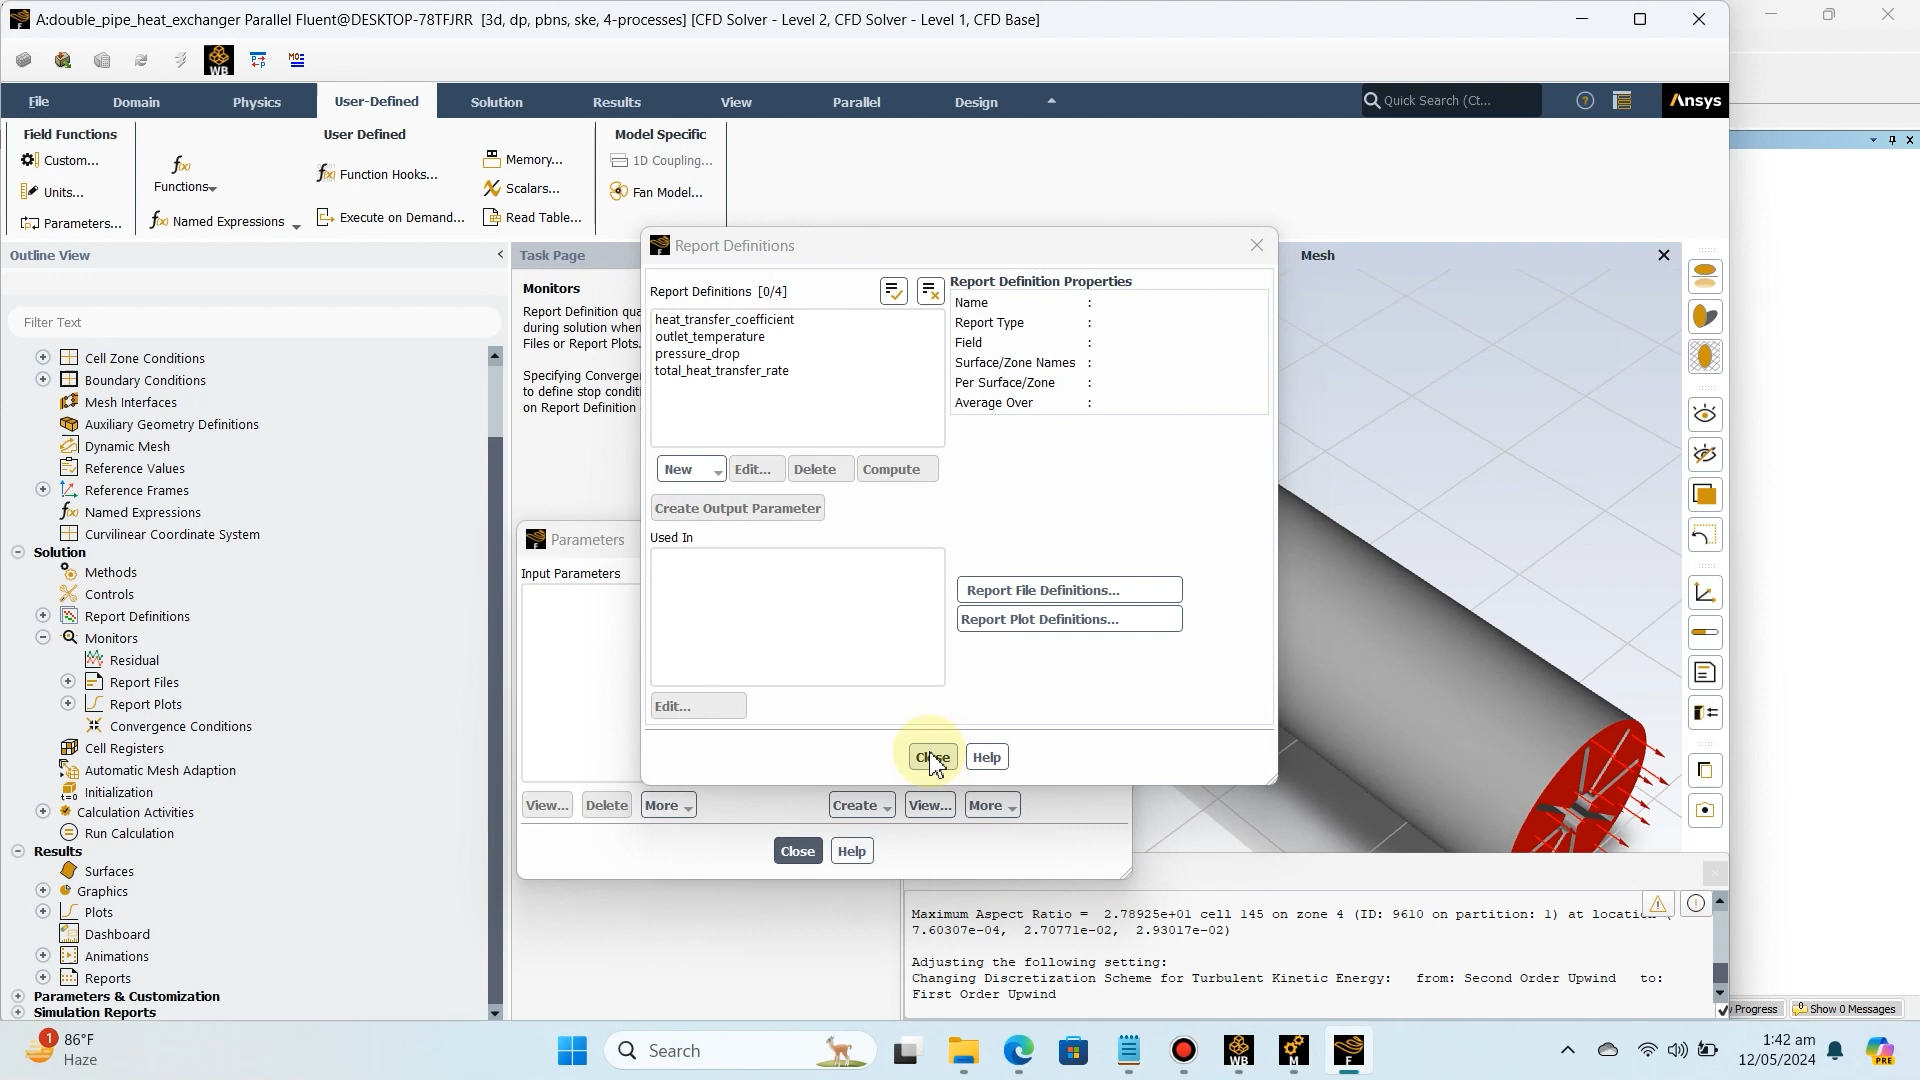 A:double_pipe_heat_exchanger Parallel Fluent@DESKTOP-78TFJRR [3d, dp, pbns, ske, 4-processes] [CFD Solver - Level 2, CFD Solver - Level 1, CFD Base]
WB
File
Domain
Physics
User-Defined
Solution
Results
View
Parallel
Design
Quick Search (Ct...
Ansys
Field Functions
Custom...
Units...
Parameters...
User Defined
f(x)
Functions
f(x) Named Expressions
Function Hooks...
Execute on Demand...
Memory...
Scalars...
Read Table...
Model Specific
1D Coupling...
Fan Model...
Outline View
Filter Text
Cell Zone Conditions
Boundary Conditions
Mesh Interfaces
Auxiliary Geometry Definitions
Dynamic Mesh
Reference Values
Reference Frames
Named Expressions
Curvilinear Coordinate System
Solution
Methods
Controls
Report Definitions
Monitors
Residual
Report Files
Report Plots
Convergence Conditions
Cell Registers
Automatic Mesh Adaption
Initialization
Calculation Activities
Run Calculation
Results
Surfaces
Graphics
Plots
Dashboard
Animations
Reports
Parameters & Customization
Simulation Reports
Task Page
Monitors
Report Definition qua
during solution when
Files or Report Plots.
Specifying Converge
to define stop condit
on Report Definition
Parameters
Input Parameters
View...
Delete
More
Create
View...
More
Close
Help
Report Definitions
Report Definitions [0/4]
heat_transfer_coefficient
outlet_temperature
pressure_drop
total_heat_transfer_rate
New
Edit...
Delete
Compute
Create Output Parameter
Used In
Edit...
Report Definition Properties
Name :
Report Type :
Field :
Surface/Zone Names :
Per Surface/Zone :
Average Over :
Report File Definitions...
Report Plot Definitions...
Close
Help
Mesh
Maximum Aspect Ratio = 2.78925e+01 cell 145 on zone 4 (ID: 9610 on partition: 1) at locati
7.60307e-04, 2.70771e-02, 2.93017e-02)
Adjusting the following setting:
Changing Discretization Scheme for Turbulent Kinetic Energy: from: Second Order Upwind to:
First Order Upwind
Progress
Show 0 Messages
1
86°F
Haze
Search
WB
M
F
1:42 am
12/05/2024
PRE